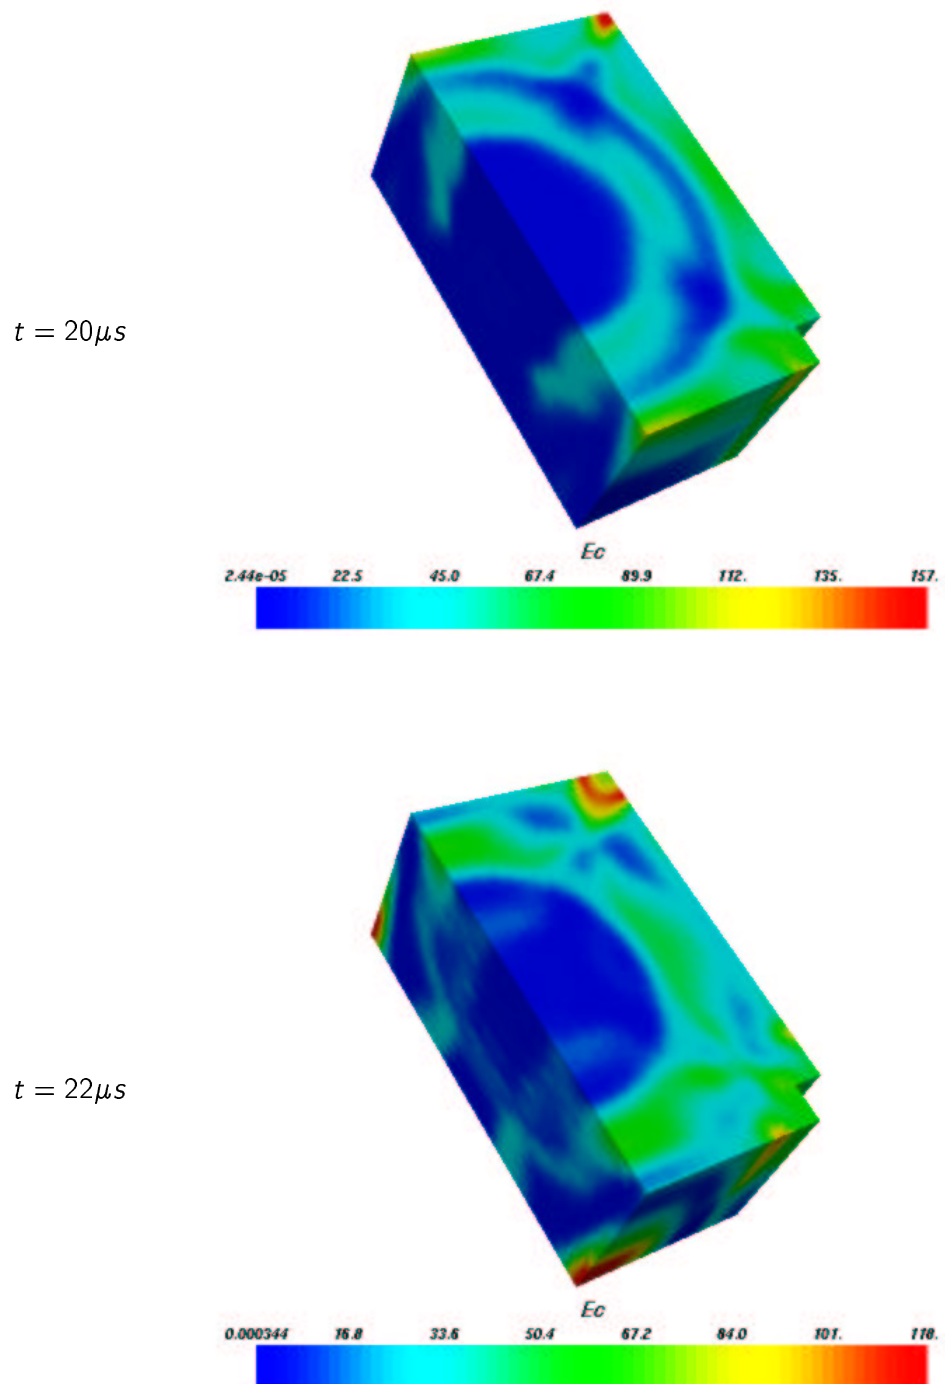 t = 20μs
Ec
2.44e-05 22.5 45.0 67.4 89.9 112. 135. 157.
t = 22μs
Ec
0.000344 16.8 33.6 50.4 67.2 84.0 101. 118.